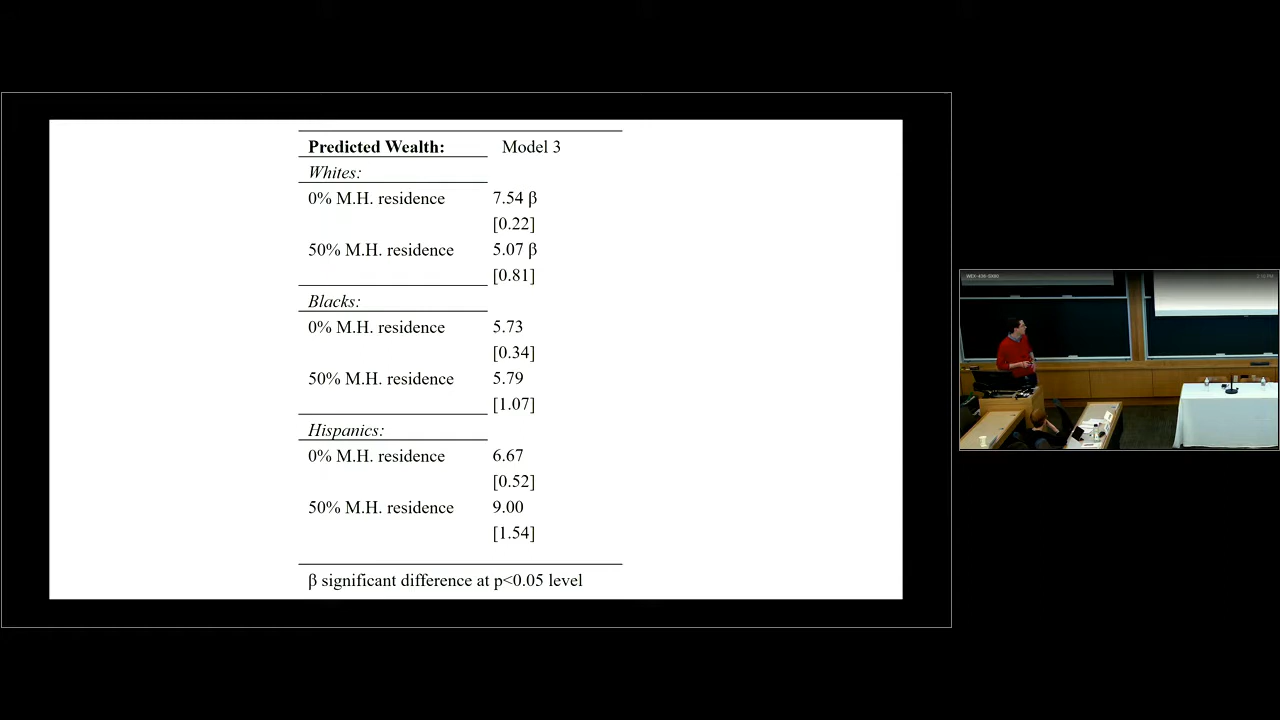 Predicted Wealth: Model 3
Whites:
0% M.H. residence 7.54 β
[0.22]
50% M.H. residence 5.07 β
[0.81]
Blacks:
0% M.H. residence 5.73
[0.34]
50% M.H. residence 5.79
[1.07]
Hispanics:
0% M.H. residence 6.67
[0.52]
50% M.H. residence 9.00
[1.54]
β significant difference at p<0.05 level